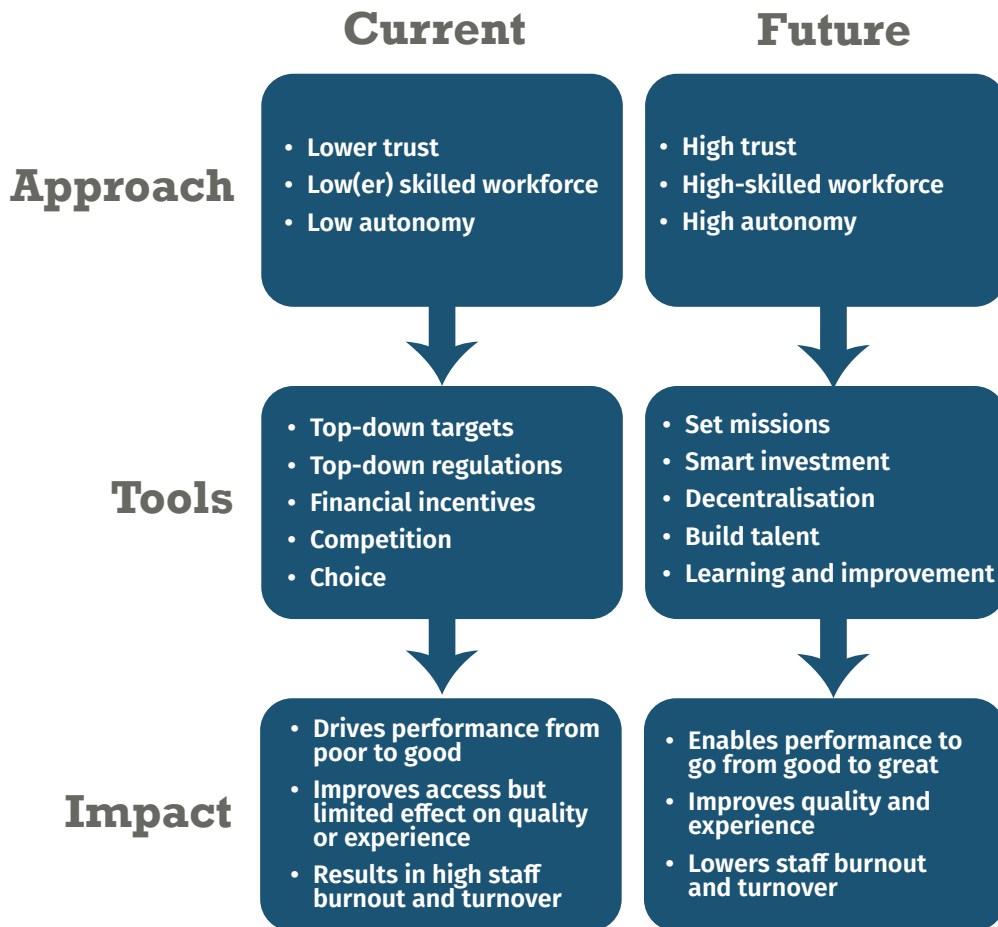 Current
Future
Approach
• Lower trust
• Low(er) skilled workforce
• Low autonomy
• High trust
• High-skilled workforce
• High autonomy
Tools
• Top-down targets
• Top-down regulations
• Financial incentives
• Competition
• Choice
• Set missions
• Smart investment
• Decentralisation
• Build talent
• Learning and improvement
Impact
• Drives performance from
poor to good
• Improves access but
limited effect on quality
or experience
• Results in high staff
burnout and turnover
• Enables performance to
go from good to great
• Improves quality and
experience
• Lowers staff burnout
and turnover